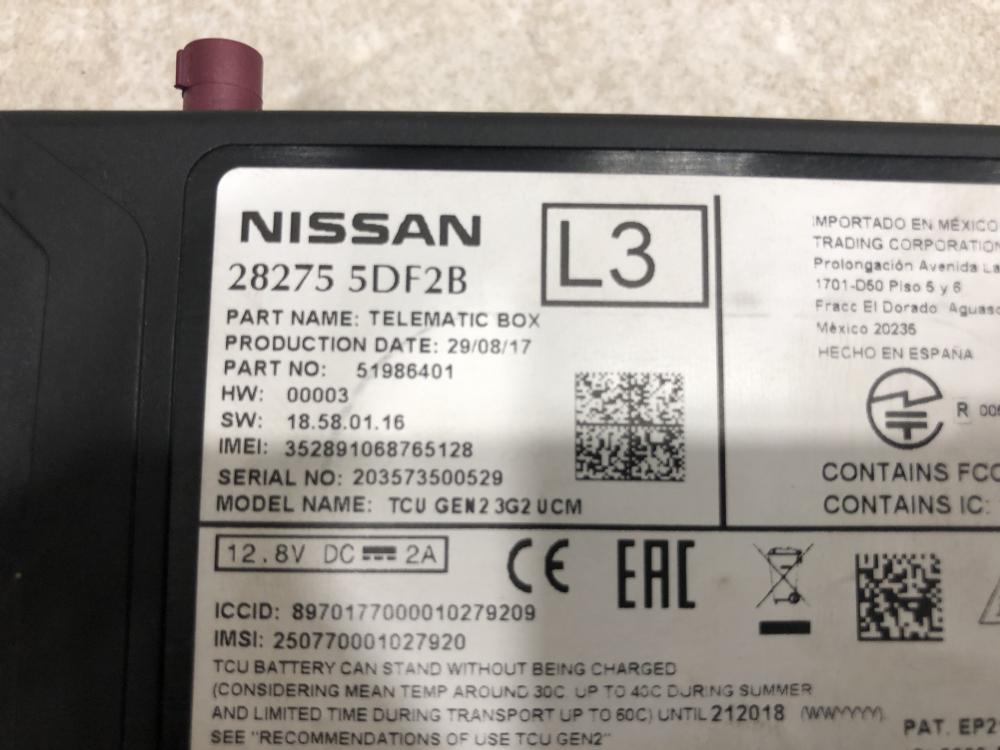 NISSAN
28275 5DF2B
L3
PART NAME: TELEMATIC BOX
PRODUCTION DATE: 29/08/17
PART NO: 51986401
HW: 00003
SW: 18.58.01.16
IMEI: 352891068765128
SERIAL NO: 203573500529
MODEL NAME: TCU GEN2 3G2 UCM
IMPORTADO EN MÉXICO
TRADING CORPORATION
Prolongación Avenida
1701-D50 Piso 5 y 6
Fracc El Dorado
México 20235
HECHO EN ESPAÑA
R
CONTAINS FCC
CONTAINS IC:
12.8V DC 2A
CE EAC
ICCID: 8970177000010279209
IMSI: 250770001027920
TCU BATTERY CAN STAND WITHOUT BEING CHARGED
(CONSIDERING MEAN TEMP AROUND 30C UP TO 40C DURING SUMMER
AND LIMITED TIME DURING TRANSPORT UP TO 60C) UNTIL 212018 (WWYYYY).
SEE "RECOMMENDATIONS OF USE TCU GEN2"
PAT.